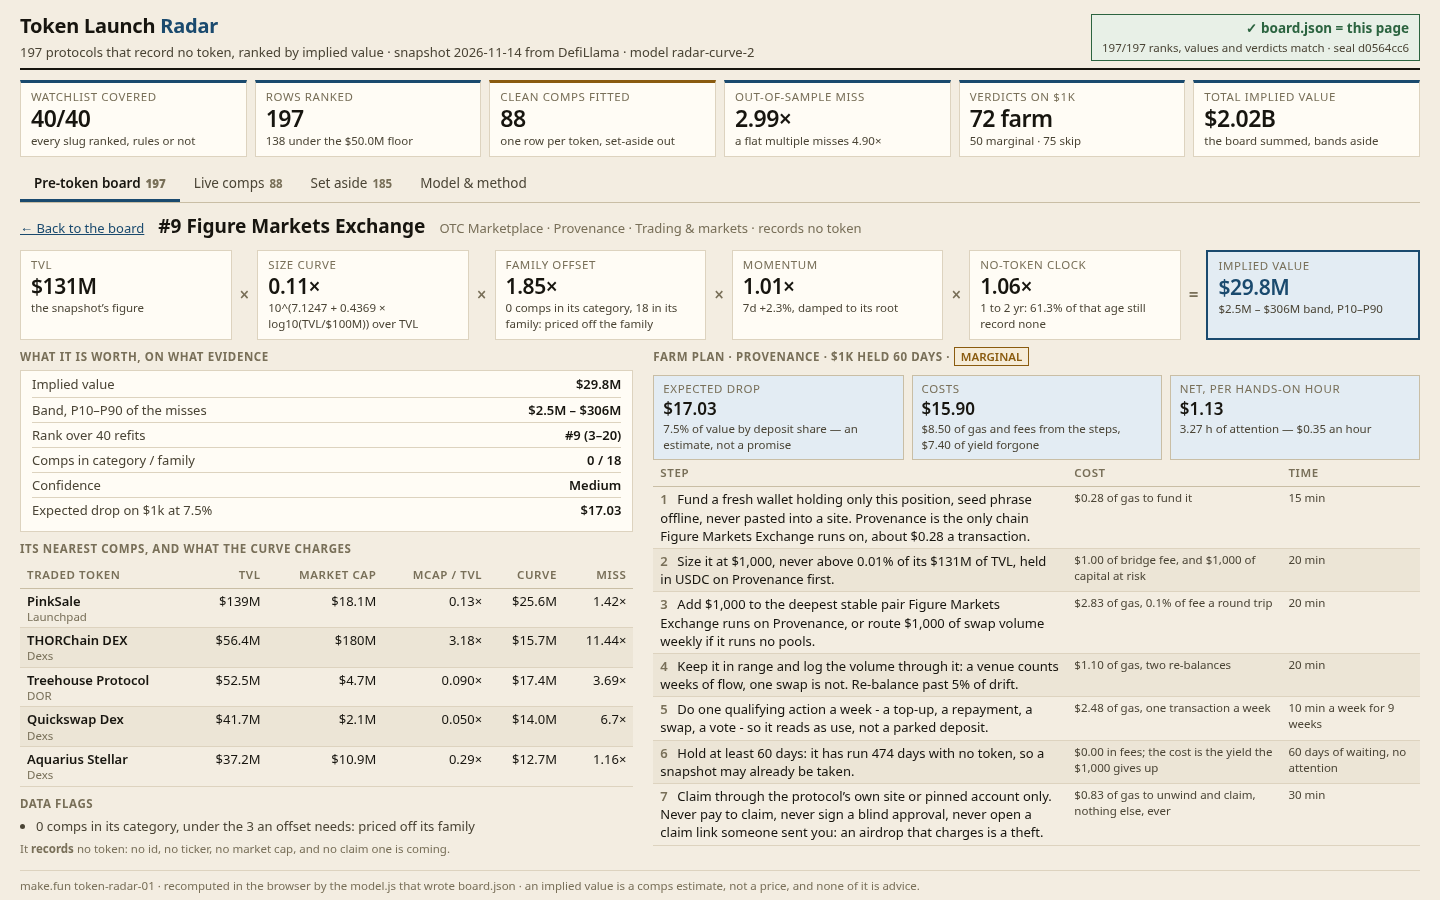 Token Launch Radar
197 protocols that record no token, ranked by implied value · snapshot 2026-11-14 from DefiLlama · model radar-curve-2
✓ board.json = this page
197/197 ranks, values and verdicts match · seal d0564cc6
WATCHLIST COVERED
40/40
every slug ranked, rules or not
ROWS RANKED
197
138 under the $50.0M floor
CLEAN COMPS FITTED
88
one row per token, set-aside out
OUT-OF-SAMPLE MISS
2.99×
a flat multiple misses 4.90×
VERDICTS ON $1K
72 farm
50 marginal · 75 skip
TOTAL IMPLIED VALUE
$2.02B
the board summed, bands aside
Pre-token board 197
Live comps 88
Set aside 185
Model & method
← Back to the board
#9 Figure Markets Exchange
OTC Marketplace · Provenance · Trading & markets · records no token
TVL
$131M
the snapshot's figure
×
SIZE CURVE
0.11×
10^(7.1247 + 0.4369 ×
log10(TVL/$100M)) over TVL
×
FAMILY OFFSET
1.85×
0 comps in its category, 18 in its
family: priced off the family
×
MOMENTUM
1.01×
7d +2.3%, damped to its root
×
NO-TOKEN CLOCK
1.06×
1 to 2 yr: 61.3% of that age still
record none
=
IMPLIED VALUE
$29.8M
$2.5M – $306M band, P10–P90
WHAT IT IS WORTH, ON WHAT EVIDENCE
Implied value $29.8M
Band, P10–P90 of the misses $2.5M – $306M
Rank over 40 refits #9 (3–20)
Comps in category / family 0 / 18
Confidence Medium
Expected drop on $1k at 7.5% $17.03
ITS NEAREST COMPS, AND WHAT THE CURVE CHARGES
TRADED TOKEN TVL MARKET CAP MCAP / TVL CURVE MISS
PinkSale $139M $18.1M 0.13× $25.6M 1.42×
Launchpad
THORChain DEX $56.4M $180M 3.18× $15.7M 11.44×
Dexs
Treehouse Protocol $52.5M $4.7M 0.090× $17.4M 3.69×
DOR
Quickswap Dex $41.7M $2.1M 0.050× $14.0M 6.7×
Dexs
Aquarius Stellar $37.2M $10.9M 0.29× $12.7M 1.16×
Dexs
DATA FLAGS
• 0 comps in its category, under the 3 an offset needs: priced off its family
It records no token: no id, no ticker, no market cap, and no claim one is coming.
FARM PLAN · PROVENANCE · $1K HELD 60 DAYS · MARGINAL
EXPECTED DROP
$17.03
7.5% of value by deposit share — an
estimate, not a promise
COSTS
$15.90
$8.50 of gas and fees from the steps,
$7.40 of yield forgone
NET, PER HANDS-ON HOUR
$1.13
3.27 h of attention — $0.35 an hour
STEP COST TIME
1 Fund a fresh wallet holding only this position, seed phrase
offline, never pasted into a site. Provenance is the only chain
Figure Markets Exchange runs on, about $0.28 a transaction.
$0.28 of gas to fund it
15 min
2 Size it at $1,000, never above 0.01% of its $131M of TVL, held
in USDC on Provenance first.
$1.00 of bridge fee, and $1,000 of
capital at risk
20 min
3 Add $1,000 to the deepest stable pair Figure Markets
Exchange runs on Provenance, or route $1,000 of swap volume
weekly if it runs no pools.
$2.83 of gas, 0.1% of fee a round trip
20 min
4 Keep it in range and log the volume through it: a venue counts
weeks of flow, one swap is not. Re-balance past 5% of drift.
$1.10 of gas, two re-balances
20 min
5 Do one qualifying action a week - a top-up, a repayment, a
swap, a vote - so it reads as use, not a parked deposit.
$2.48 of gas, one transaction a week
10 min a week for 9
weeks
6 Hold at least 60 days: it has run 474 days with no token, so a
snapshot may already be taken.
$0.00 in fees; the cost is the yield the
$1,000 gives up
60 days of waiting, no
attention
7 Claim through the protocol's own site or pinned account only.
Never pay to claim, never sign a blind approval, never open a
claim link someone sent you: an airdrop that charges is a theft.
$0.83 of gas to unwind and claim,
nothing else, ever
30 min
make.fun token-radar-01 · recomputed in the browser by the model.js that wrote board.json · an implied value is a comps estimate, not a price, and none of it is advice.